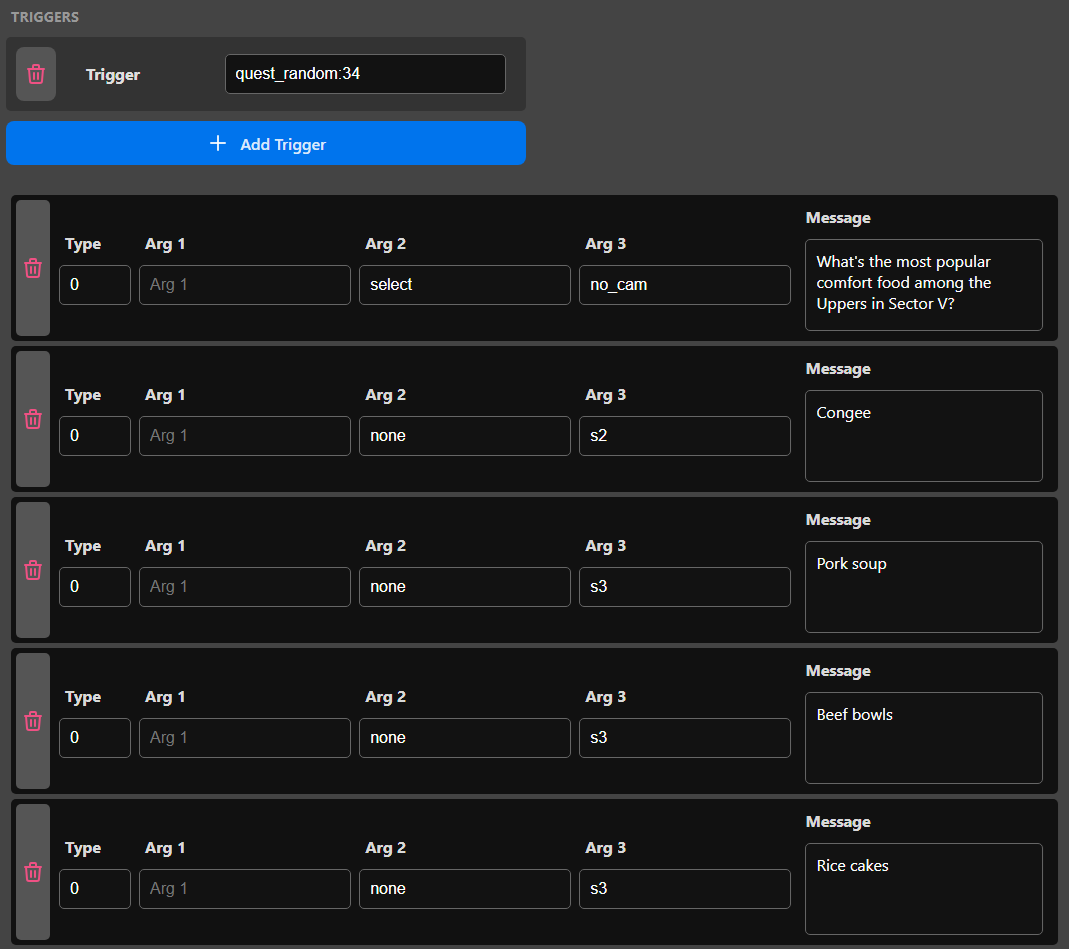 TRIGGERS
Trigger quest_random:34
Add Trigger
Message
Type Arg 1 Arg 2 Arg 3
0 Arg 1 select no_cam
What's the most popular
comfort food among the
Uppers in Sector V?
Message
Type Arg 1 Arg 2 Arg 3
0 Arg 1 none s2
Congee
Message
Type Arg 1 Arg 2 Arg 3
0 Arg 1 none s3
Pork soup
Message
Type Arg 1 Arg 2 Arg 3
0 Arg 1 none s3
Beef bowls
Message
Type Arg 1 Arg 2 Arg 3
0 Arg 1 none s3
Rice cakes